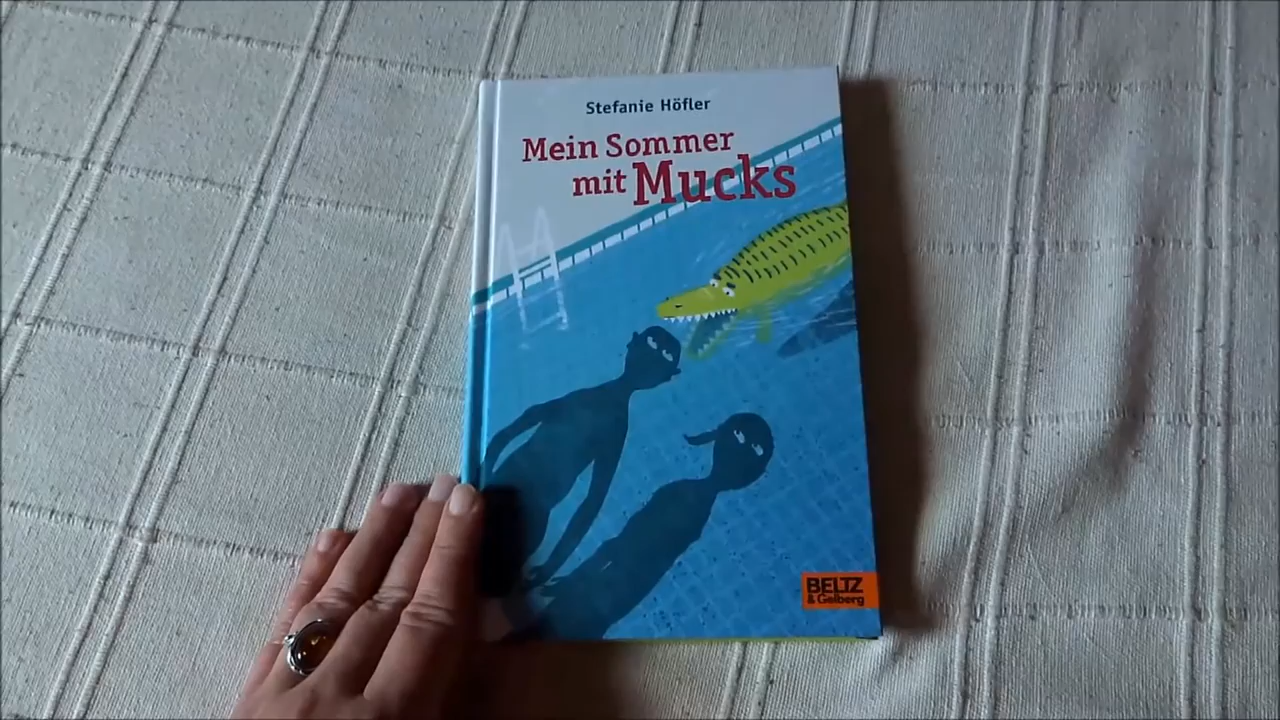 Stefanie Höfler
Mein Sommer
mit Mucks
BELTZ
& Gelberg